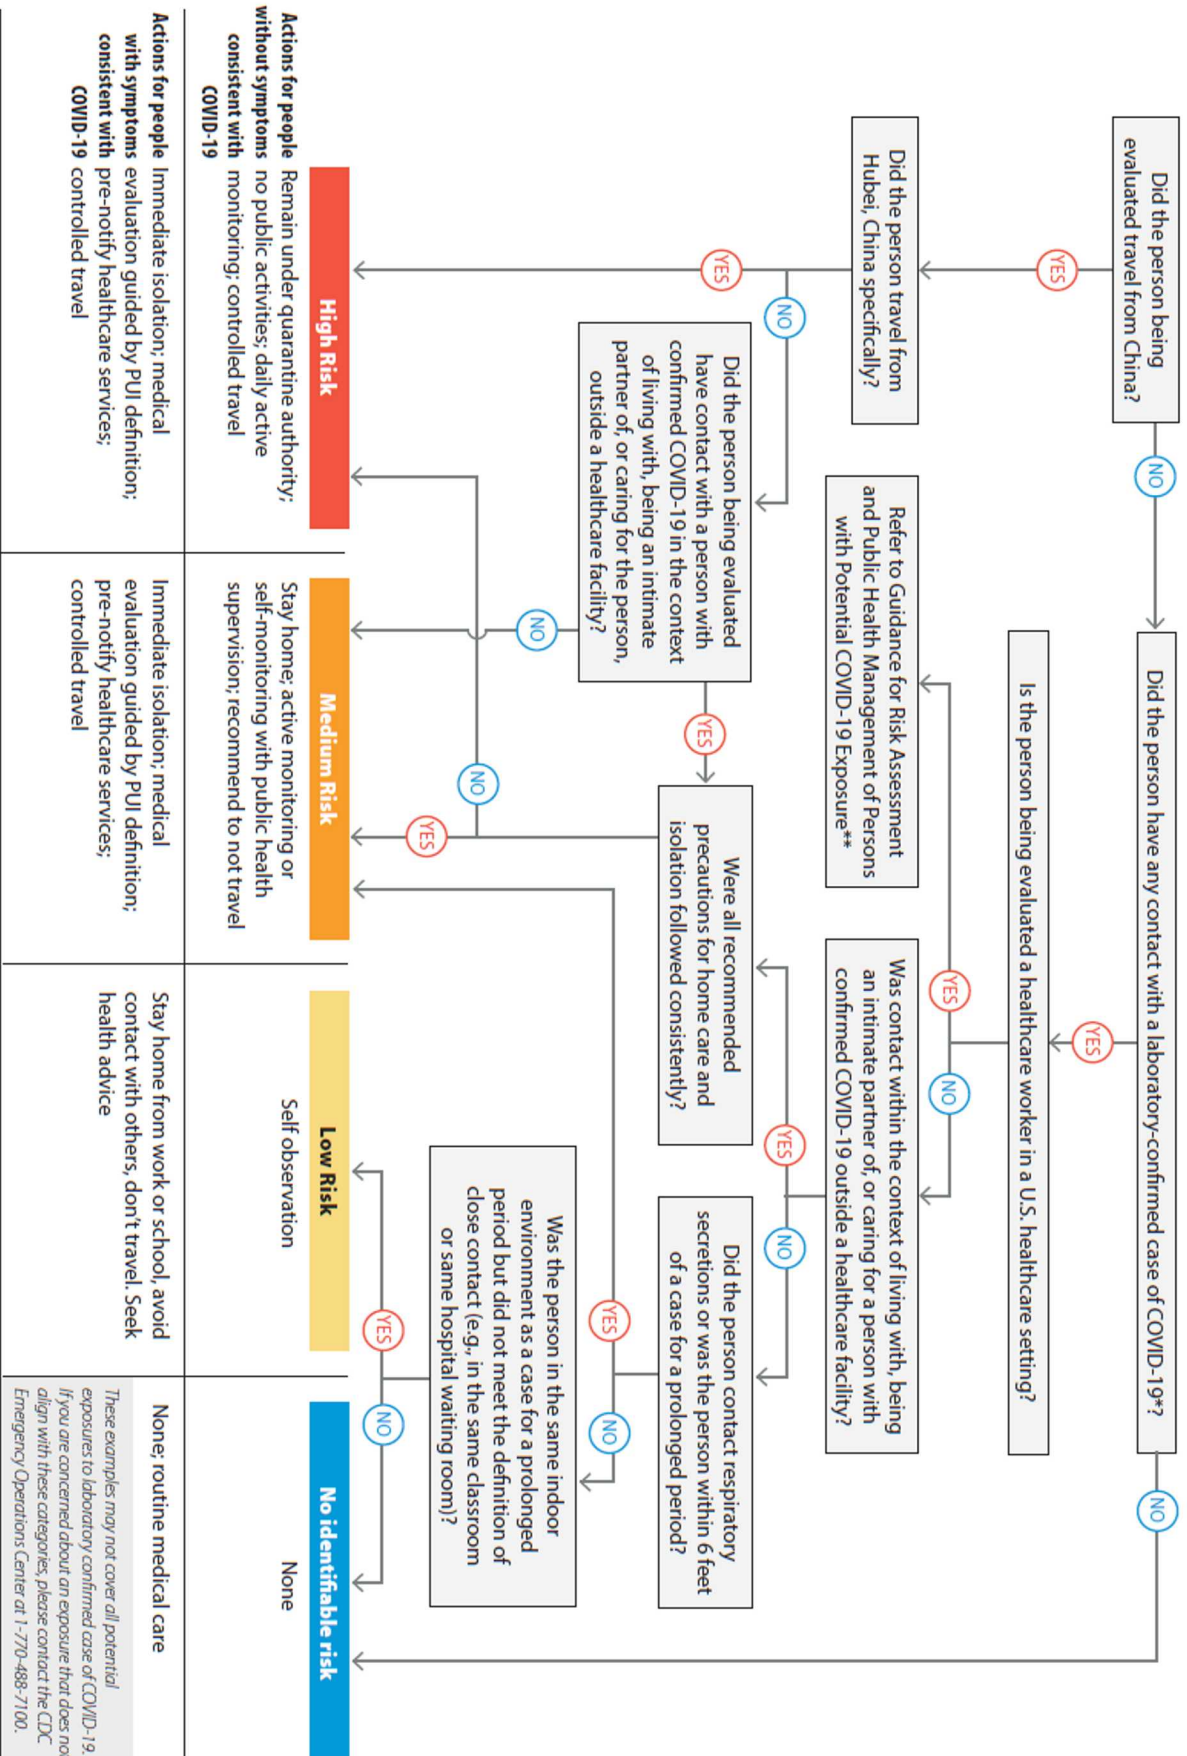 Did the person being
evaluated travel from China?
NO
Did the person have any contact with a laboratory-confirmed case of COVID-19*?
NO
YES
YES
Is the person being evaluated a healthcare worker in a U.S. healthcare setting?
YES
NO
Did the person travel from
Hubei, China specifically?
Refer to Guidance for Risk Assessment
and Public Health Management of Persons
with Potential COVID-19 Exposure**
Was contact within the context of living with, being
an intimate partner of, or caring for a person with
confirmed COVID-19 outside a healthcare facility?
NO
YES
NO
YES
Did the person being evaluated
have contact with a person with
confirmed COVID-19 in the context
of living with, being an intimate
partner of, or caring for the person,
outside a healthcare facility?
YES
Were all recommended
precautions for home care and
isolation followed consistently?
Did the person contact respiratory
secretions or was the person within 6 feet
of a case for a prolonged period?
YES
NO
NO
NO
YES
Was the person in the same indoor
environment as a case for a prolonged
period but did not meet the definition of
close contact (e.g., in the same classroom
or same hospital waiting room)?
YES
NO
High Risk
Medium Risk
Low Risk
No identifiable risk
Actions for people
without symptoms
consistent with
COVID-19
Remain under quarantine authority;
no public activities; daily active
monitoring; controlled travel
Stay home; active monitoring or
self-monitoring with public health
supervision; recommend to not travel
Self observation
None
Actions for people
with symptoms
consistent with
COVID-19
Immediate isolation; medical
evaluation guided by PUI definition;
pre-notify healthcare services;
controlled travel
Immediate isolation; medical
evaluation guided by PUI definition;
pre-notify healthcare services;
controlled travel
Stay home from work or school, avoid
contact with others, don't travel. Seek
health advice
None; routine medical care
These examples may not cover all potential
exposures to laboratory confirmed case of COVID-19.
If you are concerned about an exposure that does no
align with these categories, please contact the CDC
Emergency Operations Center at 1-770-488-7100.